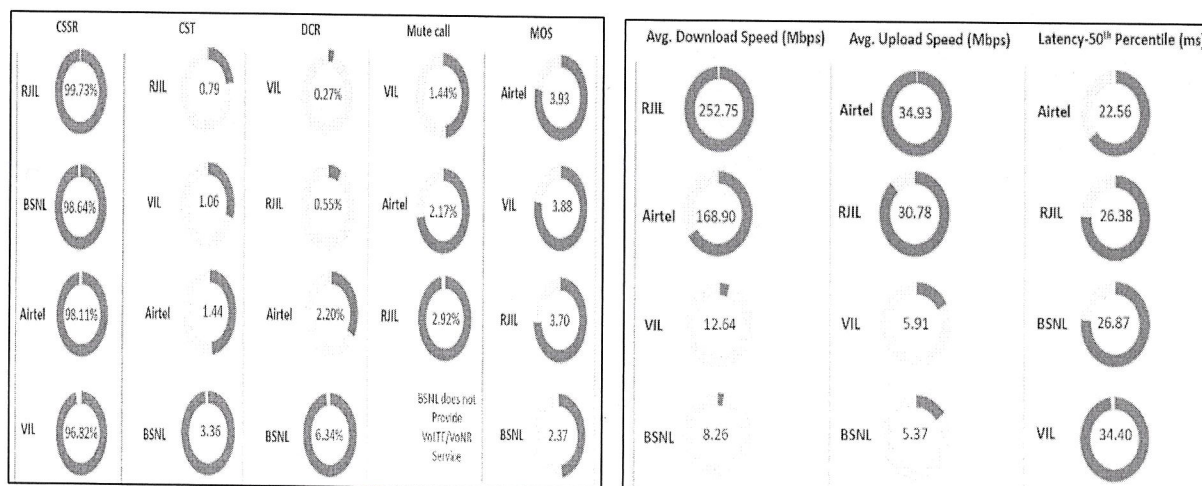 CSSR CST DCR Mute call MOS
RJIL 99.73% RJIL 0.79 VIL 0.27% VIL 1.44% Airtel 3.93
BSNL 98.64% VIL 1.06 RJIL 0.55% Airtel 2.17% VIL 3.88
Airtel 98.11% Airtel 1.44 Airtel 2.20% RJIL 2.92% RJIL 3.70
BSNL does not
Provide
VoLTE/VoNR
Service
VIL 96.82% BSNL 3.36 BSNL 6.34% BSNL 2.37
Avg. Download Speed (Mbps) Avg. Upload Speed (Mbps) Latency-50th Percentile (ms)
RJIL 252.75 Airtel 34.93 Airtel 22.56
Airtel 168.90 RJIL 30.78 RJIL 26.38
VIL 12.64 VIL 5.91 BSNL 26.87
BSNL 8.26 BSNL 5.37 VIL 34.40